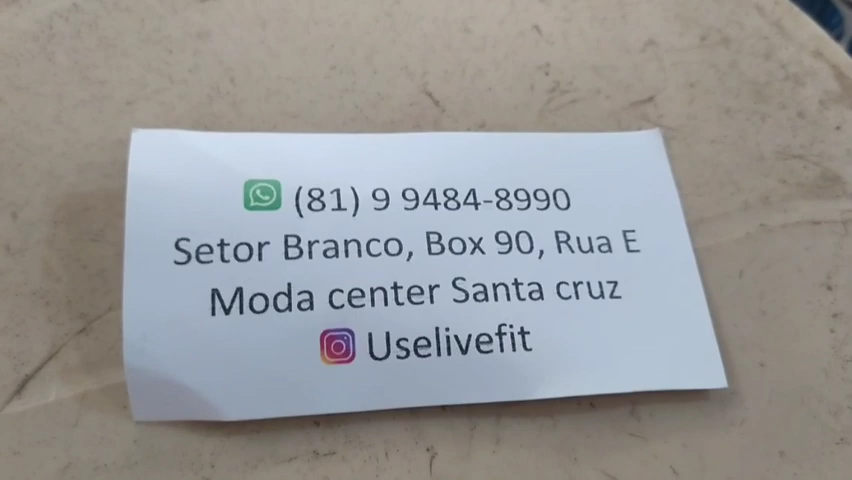 (81) 9 9484-8990
Setor Branco, Box 90, Rua E
Moda center Santa cruz
Uselivefit